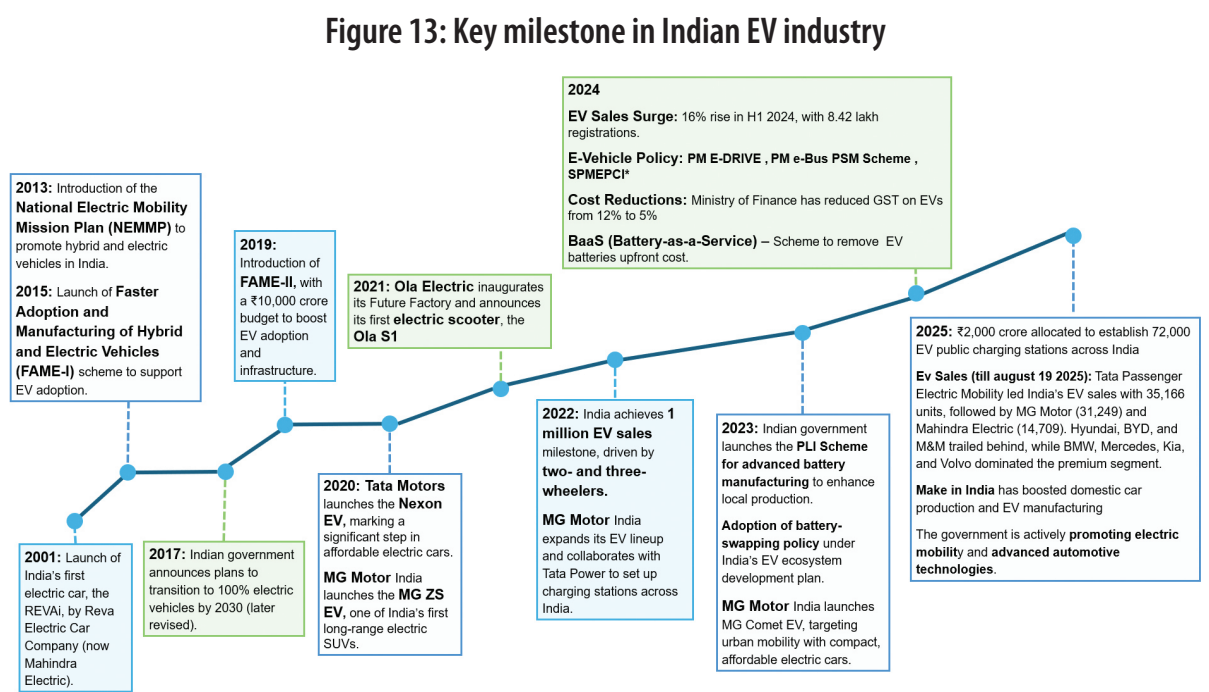 Figure 13: Key milestone in Indian EV industry
2013: Introduction of the
National Electric Mobility
Mission Plan (NEMMP) to
promote hybrid and electric
vehicles in India.
2015: Launch of Faster
Adoption and
Manufacturing of Hybrid
and Electric Vehicles
(FAME-I) scheme to support
EV adoption.
2001: Launch of
India's first
electric car, the
REVAi, by Reva
Electric Car
Company (now
Mahindra
Electric).
2017: Indian government
announces plans to
transition to 100% electric
vehicles by 2030 (later
revised).
2019:
Introduction of
FAME-II, with
a ₹10,000 crore
budget to boost
EV adoption
and
infrastructure.
2020: Tata Motors
launches the Nexon
EV, marking a
significant step in
affordable electric cars.
MG Motor India
launches the MG ZS
EV, one of India's first
long-range electric
SUVs.
2021: Ola Electric inaugurates
its Future Factory and announces
its first electric scooter, the
Ola S1
2022: India achieves 1
million EV sales
milestone, driven by
two- and three-
wheelers.
MG Motor India
expands its EV lineup
and collaborates with
Tata Power to set up
charging stations across
India.
2023: Indian government
launches the PLI Scheme
for advanced battery
manufacturing to enhance
local production.
Adoption of battery-
swapping policy under
India's EV ecosystem
development plan.
MG Motor India launches
MG Comet EV, targeting
urban mobility with compact,
affordable electric cars.
2024
EV Sales Surge: 16% rise in H1 2024, with 8.42 lakh
registrations.
E-Vehicle Policy: PM E-DRIVE , PM e-Bus PSM Scheme ,
SPMEPCI*
Cost Reductions: Ministry of Finance has reduced GST on EVs
from 12% to 5%
BaaS (Battery-as-a-Service) – Scheme to remove EV
batteries upfront cost.
2025: ₹2,000 crore allocated to establish 72,000
EV public charging stations across India
Ev Sales (till august 19 2025): Tata Passenger
Electric Mobility led India's EV sales with 35,166
units, followed by MG Motor (31,249) and
Mahindra Electric (14,709). Hyundai, BYD, and
M&M trailed behind, while BMW, Mercedes, Kia,
and Volvo dominated the premium segment.
Make in India has boosted domestic car
production and EV manufacturing
The government is actively promoting electric
mobility and advanced automotive
technologies.